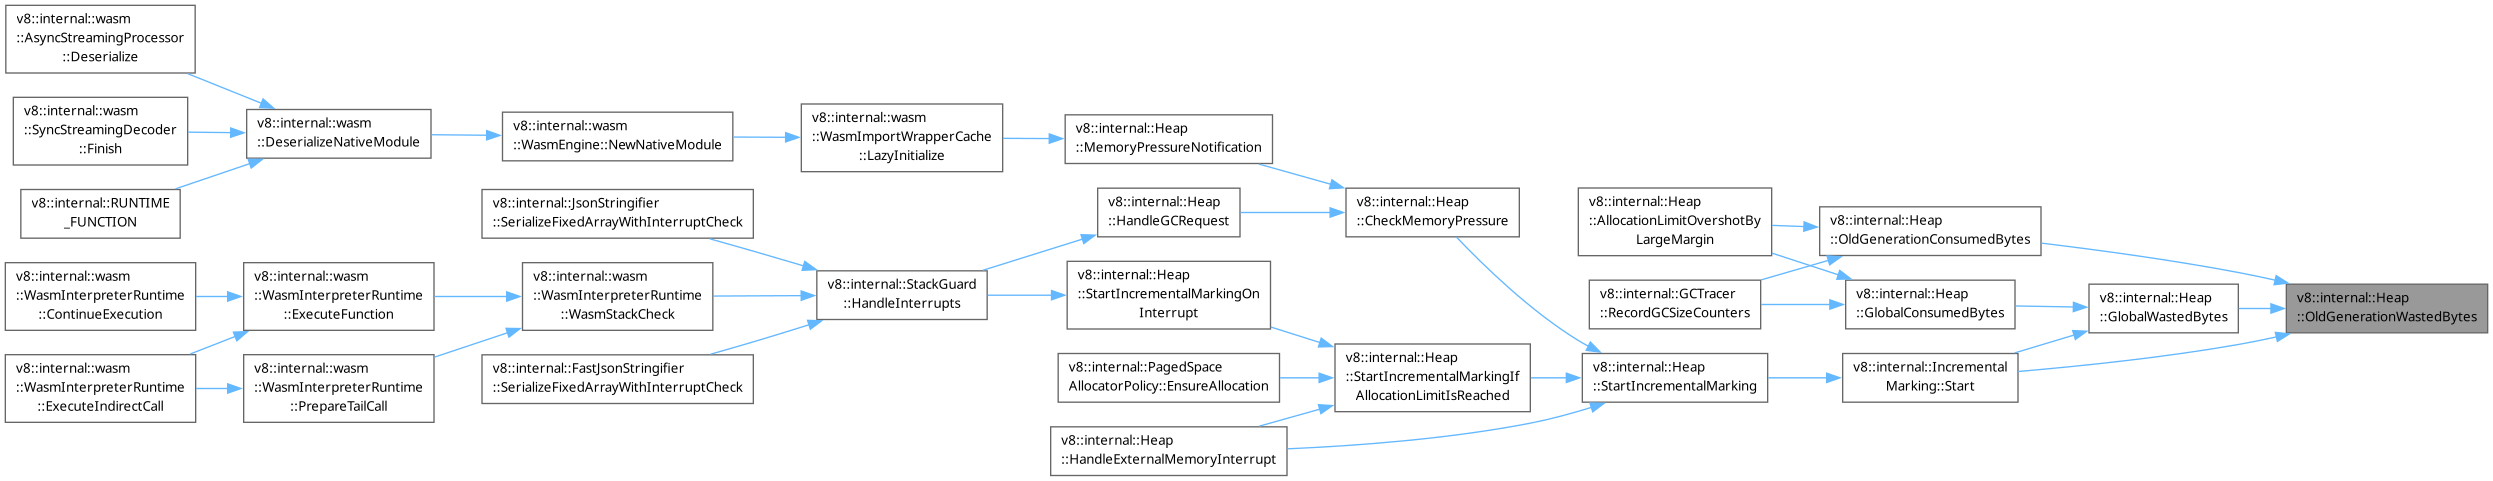 v8::internal::wasm
::AsyncStreamingProcessor
::Deserialize
v8::internal::wasm
::SyncStreamingDecoder
::Finish
v8::internal::RUNTIME
_FUNCTION
v8::internal::wasm
::WasmInterpreterRuntime
::ContinueExecution
v8::internal::wasm
::WasmInterpreterRuntime
::ExecuteIndirectCall
v8::internal::wasm
::DeserializeNativeModule
v8::internal::wasm
::WasmInterpreterRuntime
::ExecuteFunction
v8::internal::wasm
::WasmInterpreterRuntime
::PrepareTailCall
v8::internal::wasm
::WasmEngine::NewNativeModule
v8::internal::JsonStringifier
::SerializeFixedArrayWithInterruptCheck
v8::internal::wasm
::WasmInterpreterRuntime
::WasmStackCheck
v8::internal::FastJsonStringifier
::SerializeFixedArrayWithInterruptCheck
v8::internal::wasm
::WasmImportWrapperCache
::LazyInitialize
v8::internal::StackGuard
::HandleInterrupts
v8::internal::Heap
::MemoryPressureNotification
v8::internal::Heap
::HandleGCRequest
v8::internal::Heap
::StartIncrementalMarkingOn
Interrupt
v8::internal::PagedSpace
AllocatorPolicy::EnsureAllocation
v8::internal::Heap
::HandleExternalMemoryInterrupt
v8::internal::Heap
::CheckMemoryPressure
v8::internal::Heap
::StartIncrementalMarkingIf
AllocationLimitIsReached
v8::internal::Heap
::AllocationLimitOvershotBy
LargeMargin
v8::internal::GCTracer
::RecordGCSizeCounters
v8::internal::Heap
::StartIncrementalMarking
v8::internal::Heap
::OldGenerationConsumedBytes
v8::internal::Heap
::GlobalConsumedBytes
v8::internal::Incremental
Marking::Start
v8::internal::Heap
::GlobalWastedBytes
v8::internal::Heap
::OldGenerationWastedBytes